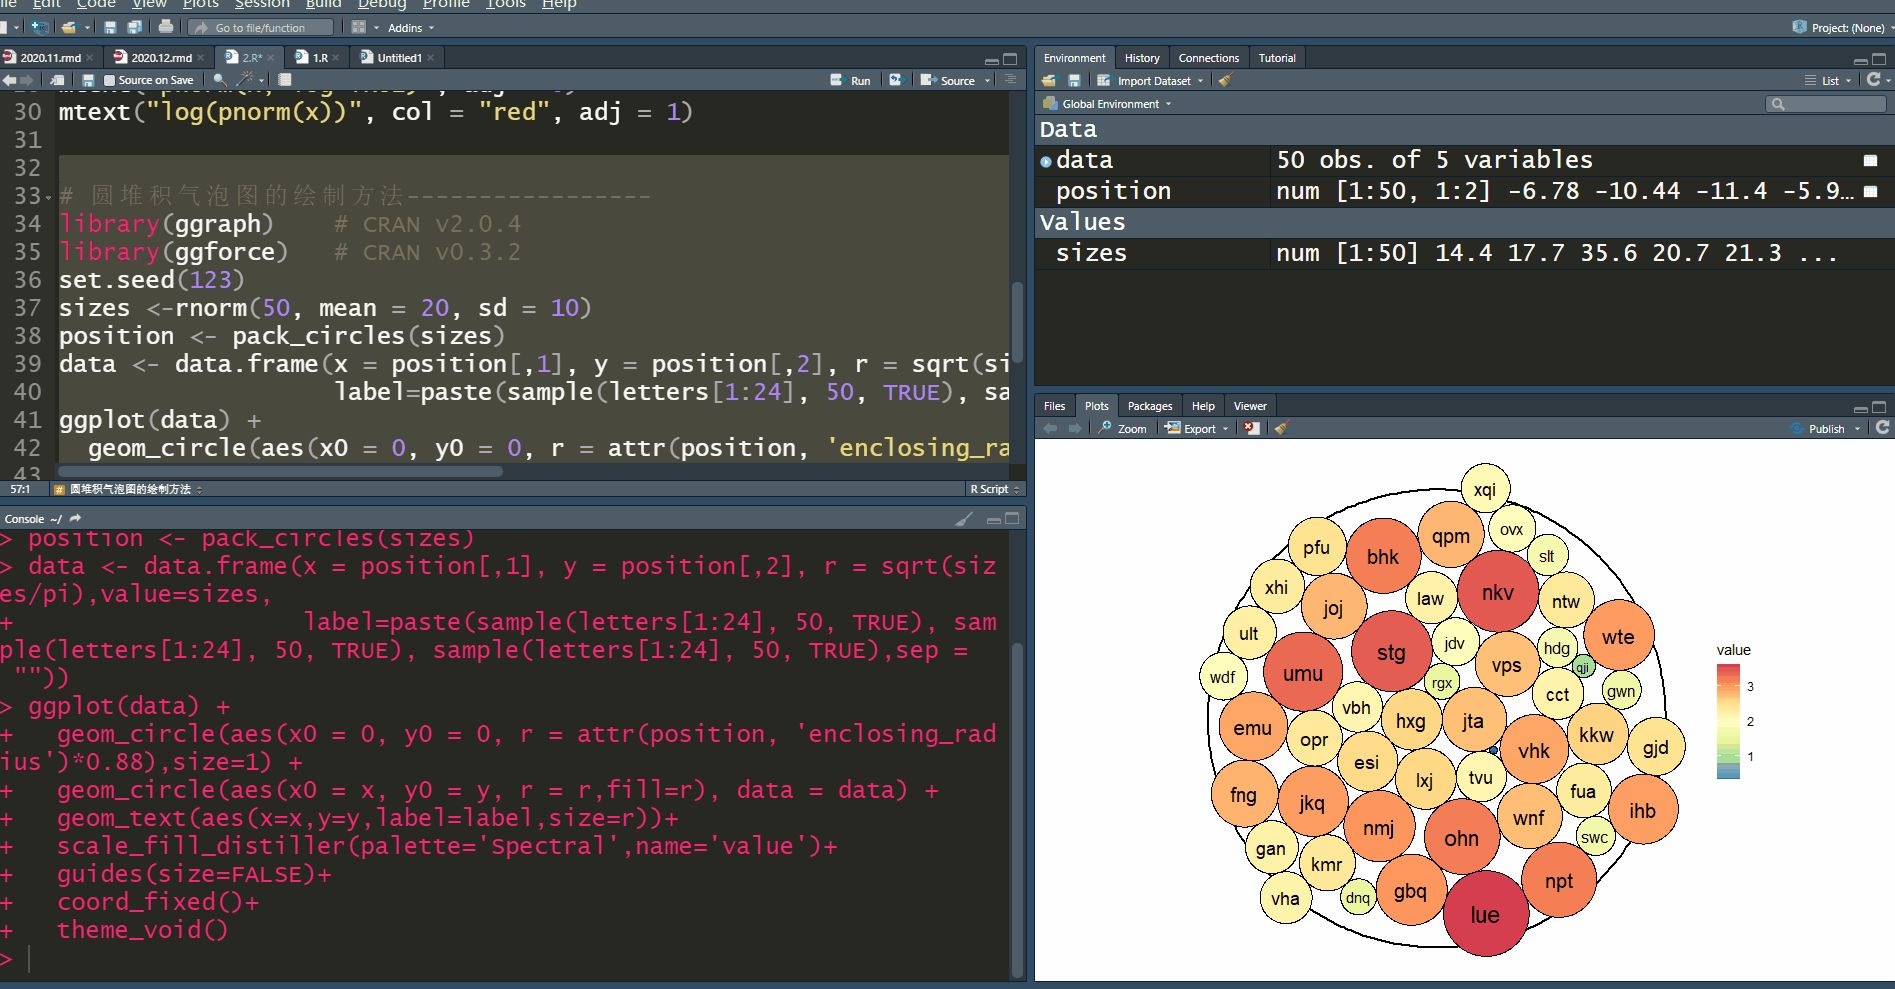 File Edit Code View Plots Session Build Debug Profile Tools Help
Go to file/function
Addins
Project: (None)
2020.11.rmd
2020.12.rmd
2.R*
1.R
Untitled1
Source on Save
Run
Source
30 mtext("log(pnorm(x))", col = "red", adj = 1)
31
32
33 # 圆堆积气泡图的绘制方法-----------------
34 library(ggraph)    # CRAN v2.0.4
35 library(ggforce)   # CRAN v0.3.2
36 set.seed(123)
37 sizes <-rnorm(50, mean = 20, sd = 10)
38 position <- pack_circles(sizes)
39 data <- data.frame(x = position[,1], y = position[,2], r = sqrt(si
40                    label=paste(sample(letters[1:24], 50, TRUE), sa
41 ggplot(data) +
42   geom_circle(aes(x0 = 0, y0 = 0, r = attr(position, 'enclosing_ra
43
57:1
# 圆堆积气泡图的绘制方法
R Script
Console ~/
> position <- pack_circles(sizes)
> data <- data.frame(x = position[,1], y = position[,2], r = sqrt(siz
es/pi),value=sizes,
+                    label=paste(sample(letters[1:24], 50, TRUE), sam
ple(letters[1:24], 50, TRUE), sample(letters[1:24], 50, TRUE),sep =
 ""))
> ggplot(data) +
+   geom_circle(aes(x0 = 0, y0 = 0, r = attr(position, 'enclosing_rad
ius')*0.88),size=1) +
+   geom_circle(aes(x0 = x, y0 = y, r = r,fill=r), data = data) +
+   geom_text(aes(x=x,y=y,label=label,size=r))+
+   scale_fill_distiller(palette='Spectral',name='value')+
+   guides(size=FALSE)+
+   coord_fixed()+
+   theme_void()
>
Environment
History
Connections
Tutorial
Import Dataset
List
Global Environment
Data
data 50 obs. of 5 variables
position num [1:50, 1:2] -6.78 -10.44 -11.4 -5.9…
Values
sizes num [1:50] 14.4 17.7 35.6 20.7 21.3 ...
Files
Plots
Packages
Help
Viewer
Zoom
Export
Publish
xqi
ovx
qpm
pfu
bhk
slt
xhi
joj
law
nkv
ntw
ult
wte
stg
jdv
hdg
umu
vps
qji
wdf
rgx
cct
gwn
vbh
hxg
jta
emu
opr
kkw
gjd
vhk
esi
lxj
tvu
fng
jkq
fua
ihb
wnf
nmj
ohn
swc
gan
kmr
npt
gbq
vha
dnq
lue
value
3
2
1